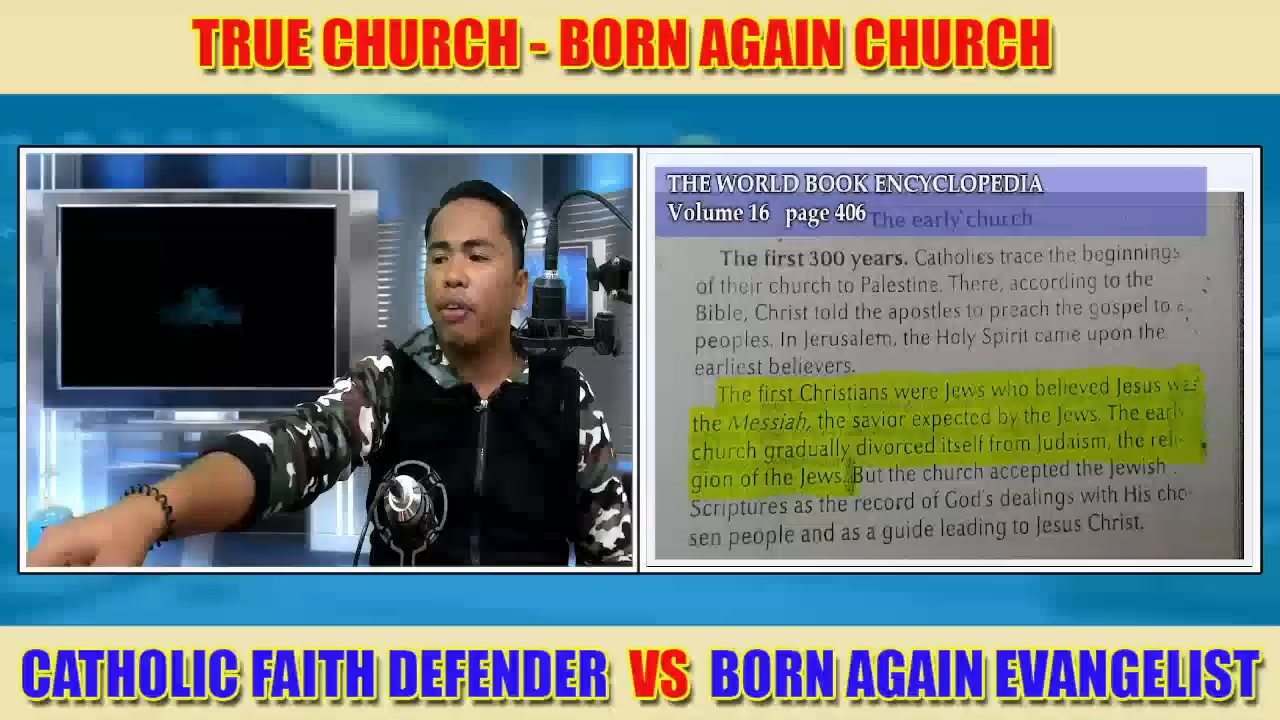 TRUE CHURCH - BORN AGAIN CHURCH
THE WORLD BOOK ENCYCLOPEDIA
Volume 16 page 406
The early church
The first 300 years. Catholics trace the beginnings
of their church to Palestine. There, according to the
Bible, Christ told the apostles to preach the gospel to
peoples. In Jerusalem, the Holy Spirit came upon the
earliest believers.
The first Christians were Jews who believed Jesus was
the Messiah, the savior expected by the Jews. The early
church gradually divorced itself from Judaism, the reli-
gion of the Jews. But the church accepted the Jewish
Scriptures as the record of God's dealings with His cho-
sen people and as a guide leading to Jesus Christ.
CATHOLIC FAITH DEFENDER VS BORN AGAIN EVANGELIST